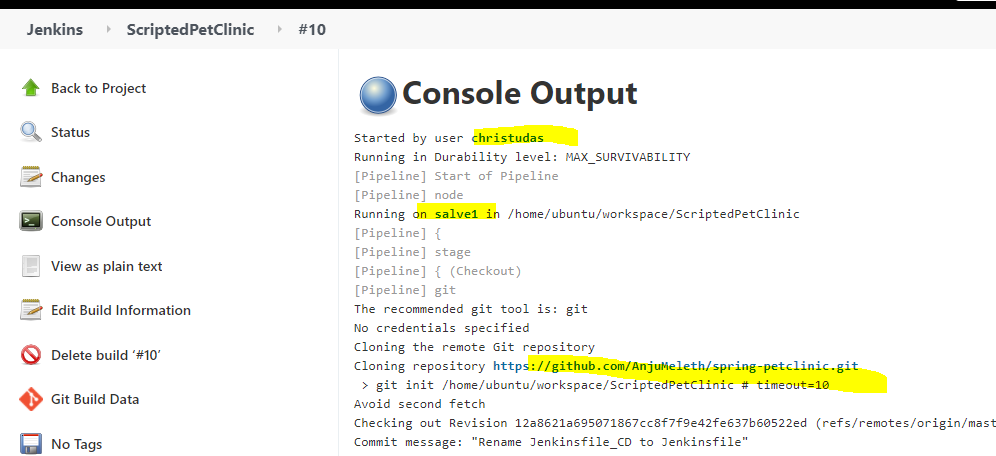 Jenkins ScriptedPetClinic #10
Back to Project
Status
Changes
Console Output
View as plain text
Edit Build Information
Delete build '#10'
Git Build Data
No Tags
Console Output
Started by user christudas
Running in Durability level: MAX_SURVIVABILITY
[Pipeline] Start of Pipeline
[Pipeline] node
Running on salve1 in /home/ubuntu/workspace/ScriptedPetClinic
[Pipeline] {
[Pipeline] stage
[Pipeline] { (Checkout)
[Pipeline] git
The recommended git tool is: git
No credentials specified
Cloning the remote Git repository
Cloning repository https://github.com/AnjuMeleth/spring-petclinic.git
> git init /home/ubuntu/workspace/ScriptedPetClinic # timeout=10
Avoid second fetch
Checking out Revision 12a8621a695071867cc8f7f9e42fe637b60522ed (refs/remotes/origin/mast
Commit message: "Rename Jenkinsfile_CD to Jenkinsfile"